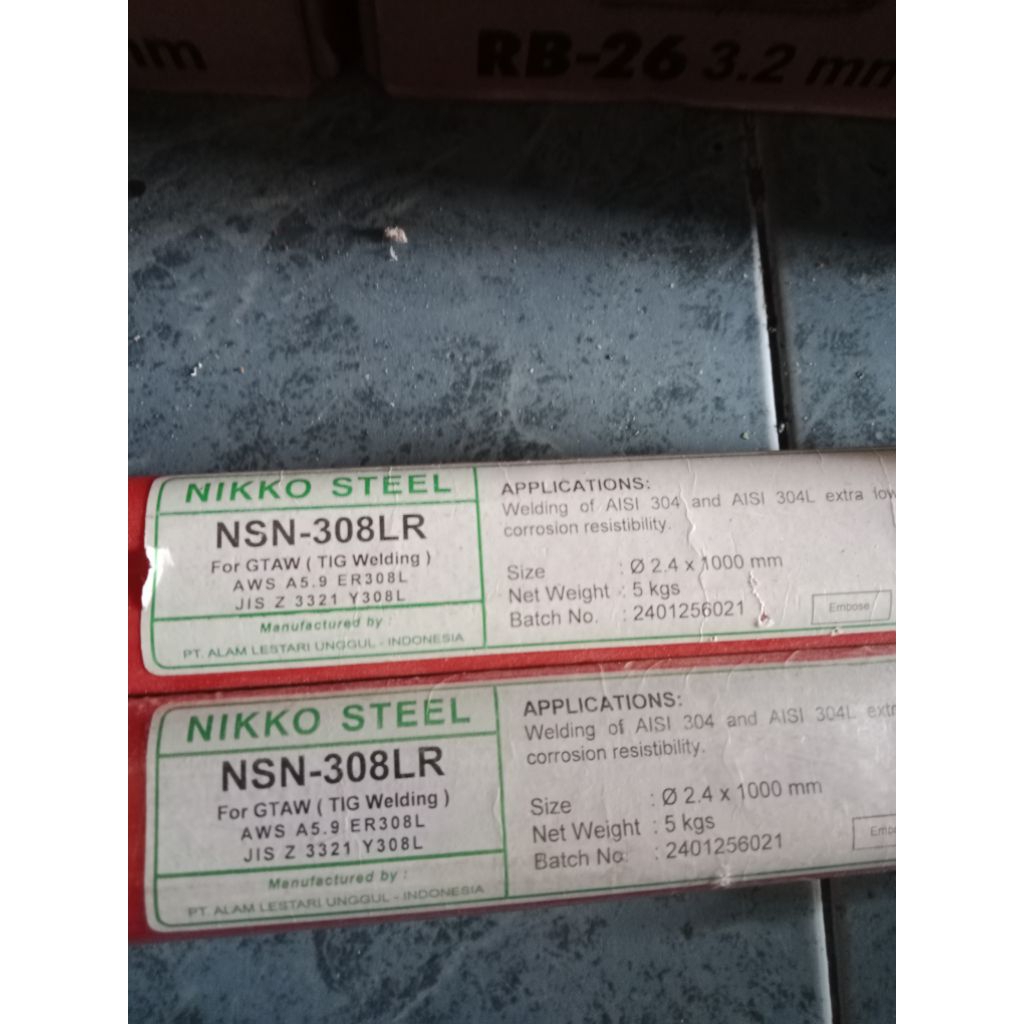 mm
RB-26 3.2 mm
NIKKO STEEL
NSN-308LR
For GTAW ( TIG Welding )
AWS A5.9 ER308L
JIS Z 3321 Y308L
Manufactured by :
PT. ALAM LESTARI UNGGUL - INDONESIA
APPLICATIONS:
Welding of AISI 304 and AISI 304L extra low
corrosion resistibility.
Size : Ø 2.4 x 1000 mm
Net Weight : 5 kgs
Batch No. : 2401256021
Embose
NIKKO STEEL
NSN-308LR
For GTAW ( TIG Welding )
AWS A5.9 ER308L
JIS Z 3321 Y308L
Manufactured by :
PT. ALAM LESTARI UNGGUL - INDONESIA
APPLICATIONS:
Welding of AISI 304 and AISI 304L extr
corrosion resistibility.
Size : Ø 2.4 x 1000 mm
Net Weight : 5 kgs
Batch No. : 2401256021
Embo